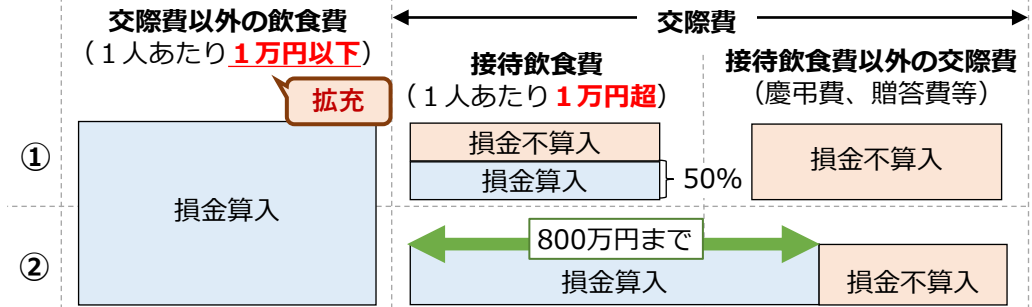 交際費以外の飲食費
(1人あたり1万円以下)
拡充
交際費
接待飲食費
(1人あたり1万円超)
接待飲食費以外の交際費
(慶弔費、贈答費等)
①
損金算入
損金不算入
損金算入
50%
損金不算入
②
800万円まで
損金算入
損金不算入